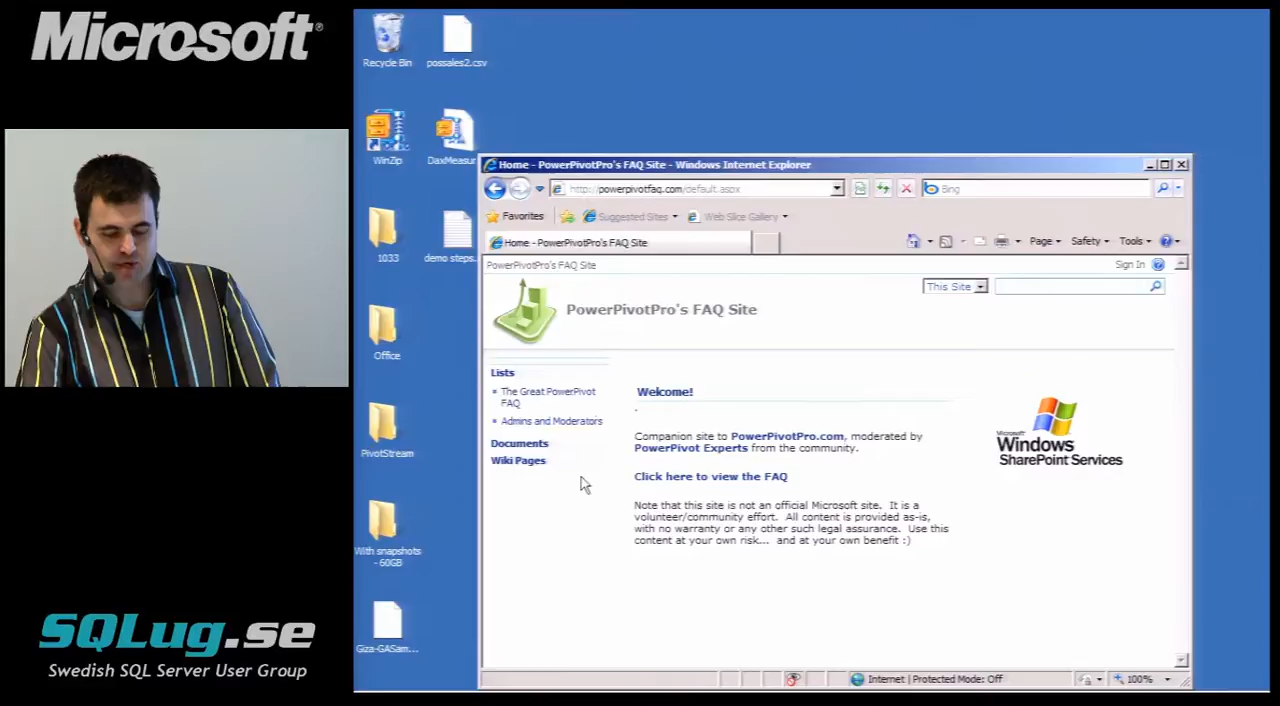 Microsoft®
SQLug.se
Swedish SQL Server User Group
Recycle Bin
possales2.csv
WinZip
DaxMeasur
1033
demo steps.
Office
PivotStream
With snapshots
- 60GB
Giza-GASam...
Home - PowerPivotPro's FAQ Site - Windows Internet Explorer
http://powerpivotfaq.com/default.aspx
Bing
Favorites
Suggested Sites
Web Slice Gallery
Home - PowerPivotPro's FAQ Site
Page
Safety
Tools
PowerPivotPro's FAQ Site
Sign In
This Site
PowerPivotPro's FAQ Site
Lists
The Great PowerPivot
FAQ
Admins and Moderators
Documents
Wiki Pages
Welcome!
Companion site to PowerPivotPro.com, moderated by
PowerPivot Experts from the community.
Click here to view the FAQ
Note that this site is not an official Microsoft site. It is a
volunteer/community effort. All content is provided as-is,
with no warranty or any other such legal assurance. Use this
content at your own risk... and at your own benefit :)
Microsoft
Windows
SharePoint Services
Internet | Protected Mode: Off
100%